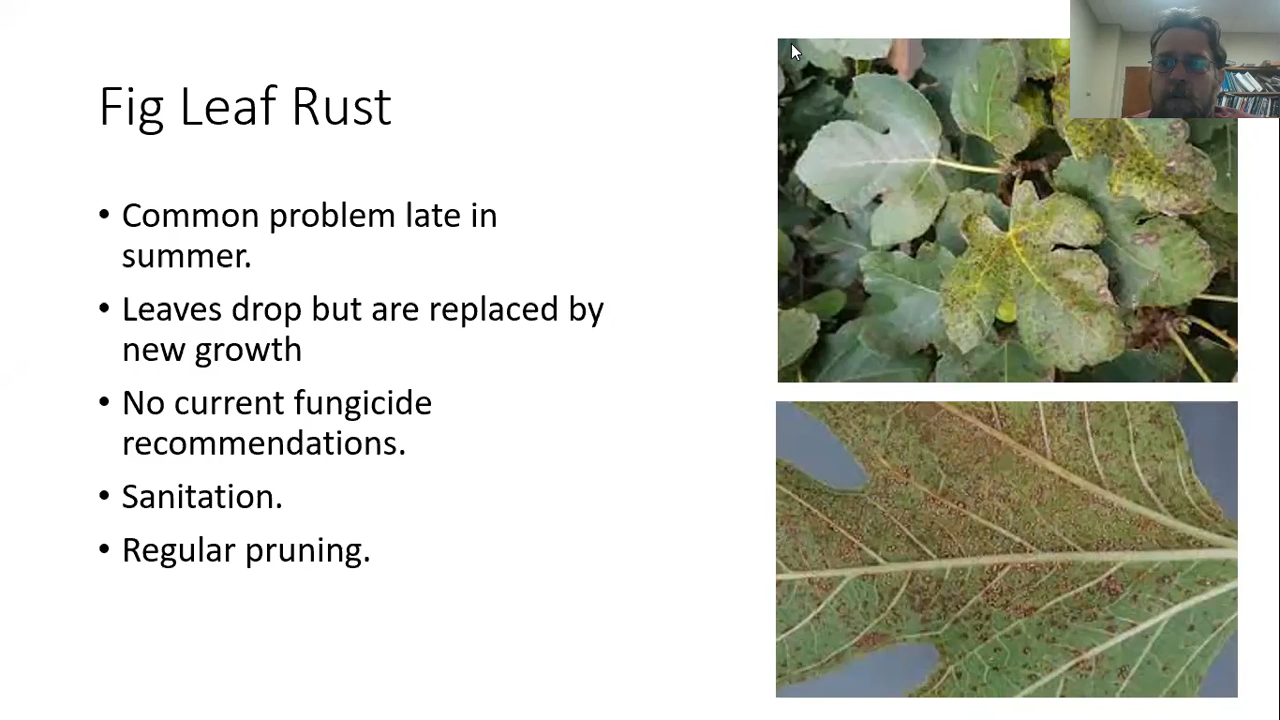 Fig Leaf Rust
• Common problem late in
summer.
• Leaves drop but are replaced by
new growth
• No current fungicide
recommendations.
• Sanitation.
• Regular pruning.